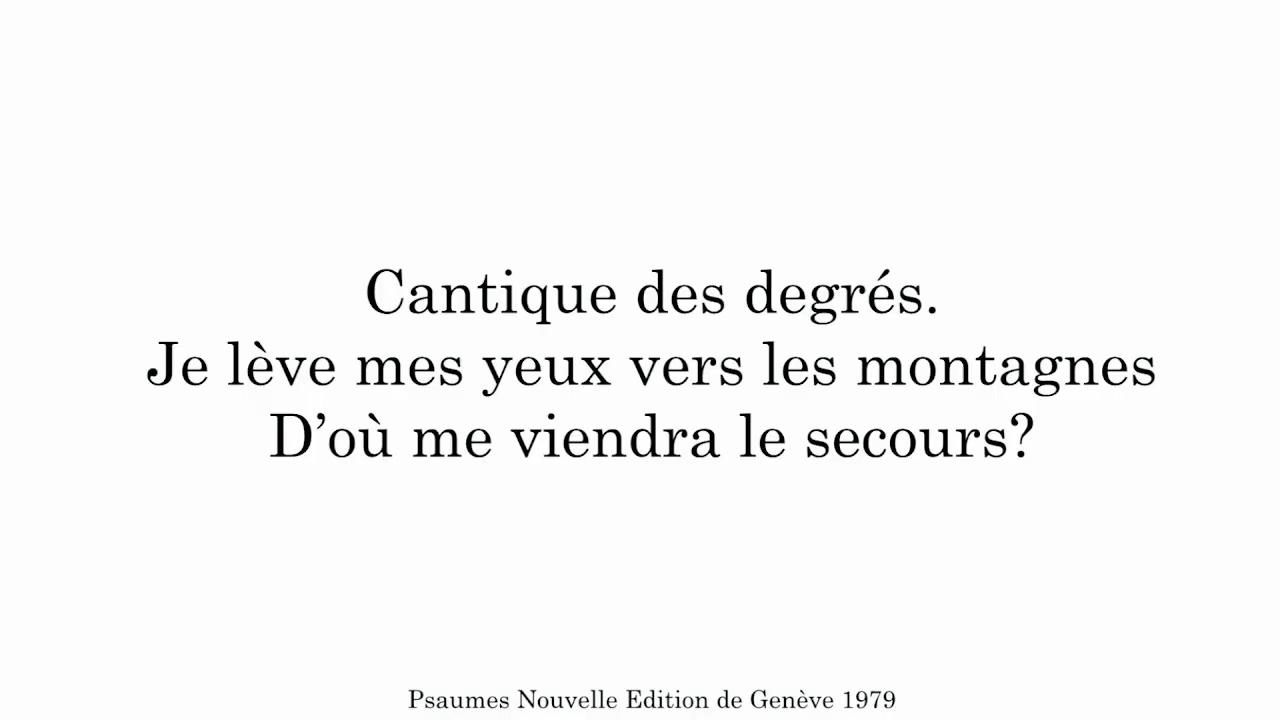 Cantique des degrés.
Je lève mes yeux vers les montagnes
D’où me viendra le secours?
Psaumes Nouvelle Edition de Genève 1979